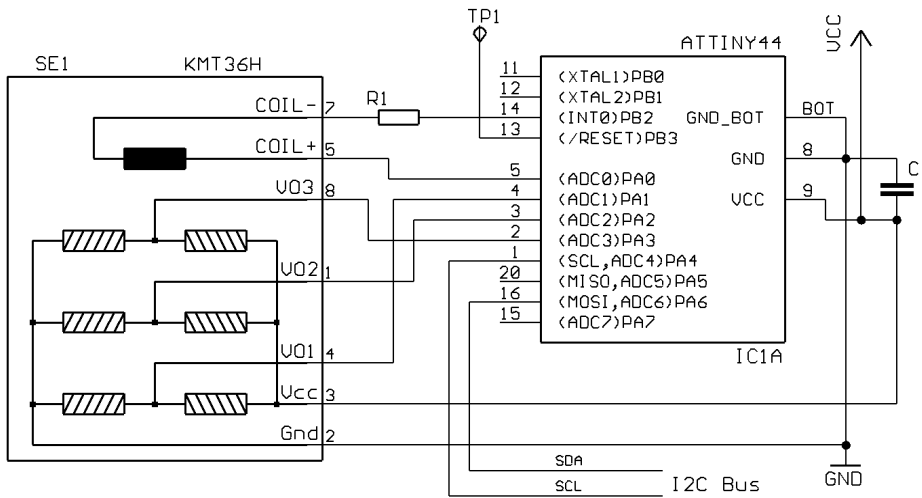 SE1 KMT36H
COIL- 7
COIL+ 5
VO3 8
VO2 1
VO1 4
Vcc 3
Gnd 2
R1
TP1
ATTINY44
11 (XTAL1)PB0
12 (XTAL2)PB1
14 (INT0)PB2 GND_BOT BOT
13 (/RESET)PB3
GND 8
5 (ADC0)PA0
4 (ADC1)PA1 VCC 9
3 (ADC2)PA2
2 (ADC3)PA3
1 (SCL,ADC4)PA4
20 (MISO,ADC5)PA5
16 (MOSI,ADC6)PA6
15 (ADC7)PA7
IC1A
VCC
C
GND
SDA
SCL
I2C Bus